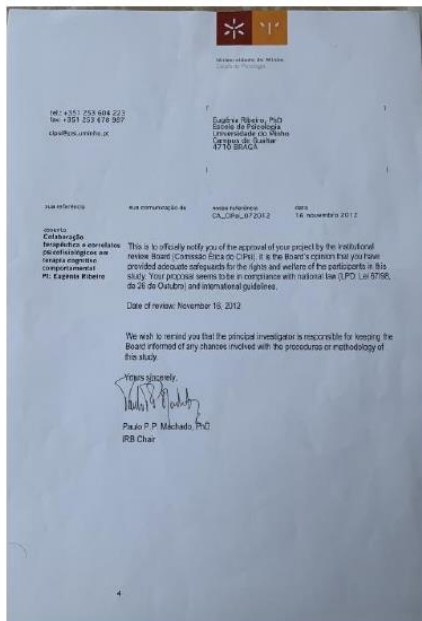 Universidade do Minho
Escola de Psicologia
tel: +351 253 604 223
fax: +351 253 678 987
cipsi@psi.uminho.pt
Eugénia Ribeiro, PhD
Escola de Psicologia
Universidade do Minho
Campus de Gualtar
4710 BRAGA
sua referência
sua comunicação de
nossa referência
data
CA_CIPsi_072012
16 novembro 2012
assunto
Colaboração
terapêutica e correlatos
psicofisiológicos em
terapia cognitivo
comportamental
PI: Eugénia Ribeiro
This is to officially notify you of the approval of your project by the institutional
review Board [Comissão Ética do CIPsi]. It is the Board's opinion that you have
provided adequate safeguards for the rights and welfare of the participants in this
study. Your proposal seems to be in compliance with national law (LPD: Lei 67/98,
de 26 de Outubro) and international guidelines.
Date of review: November 16, 2012
We wish to remind you that the principal investigator is responsible for keeping the
Board informed of any chances involved with the procedures or methodology of
this study.
Yours sincerely,
Paulo P.P. Machado, PhD
IRB Chair
4